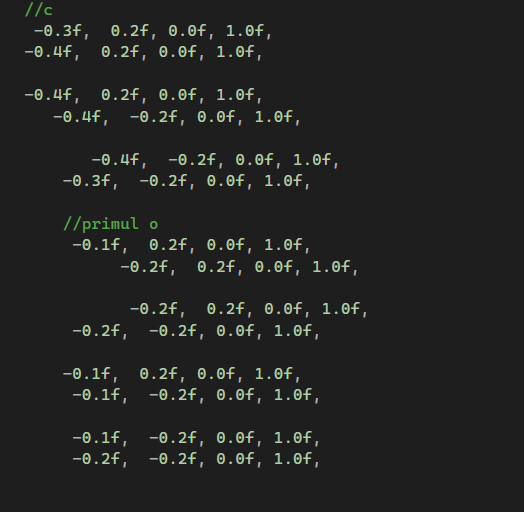 //c
-0.3f, 0.2f, 0.0f, 1.0f,
-0.4f, 0.2f, 0.0f, 1.0f,
-0.4f, 0.2f, 0.0f, 1.0f,
-0.4f, -0.2f, 0.0f, 1.0f,
-0.4f, -0.2f, 0.0f, 1.0f,
-0.3f, -0.2f, 0.0f, 1.0f,
//primul o
-0.1f, 0.2f, 0.0f, 1.0f,
-0.2f, 0.2f, 0.0f, 1.0f,
-0.2f, 0.2f, 0.0f, 1.0f,
-0.2f, -0.2f, 0.0f, 1.0f,
-0.1f, 0.2f, 0.0f, 1.0f,
-0.1f, -0.2f, 0.0f, 1.0f,
-0.1f, -0.2f, 0.0f, 1.0f,
-0.2f, -0.2f, 0.0f, 1.0f,